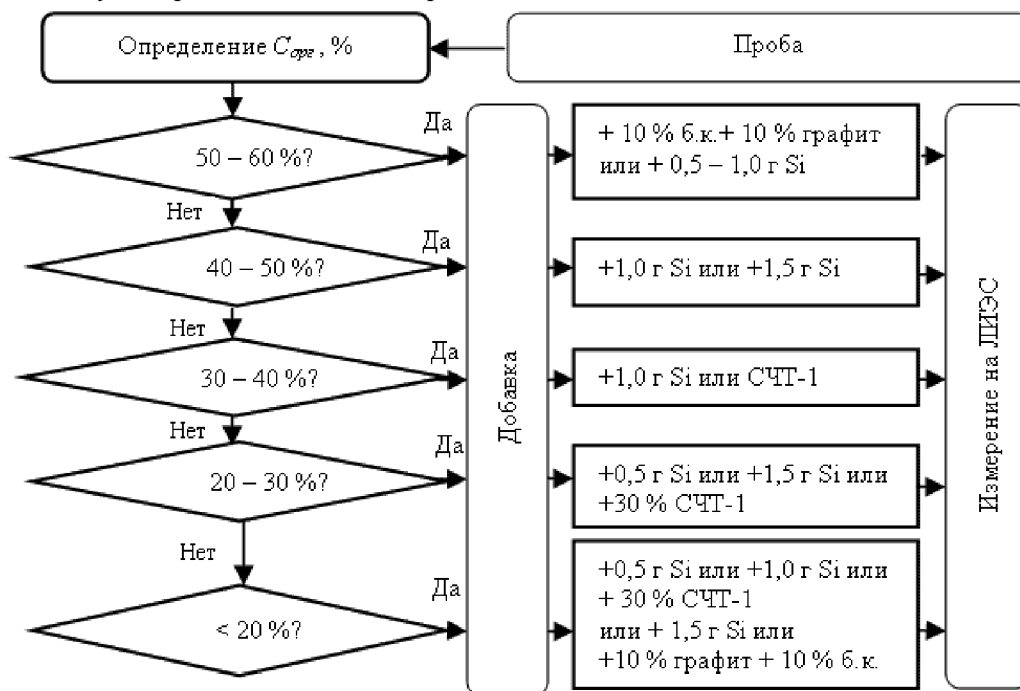 Определение Cорг, %
Проба
50 – 60 %?
Да
+ 10 % б.к.+ 10 % графит
или + 0,5 – 1,0 г Si
Нет
40 – 50 %?
Да
+1,0 г Si или +1,5 г Si
Нет
30 – 40 %?
Да
+1,0 г Si или СЧТ-1
Нет
20 – 30 %?
Да
+0,5 г Si или +1,5 г Si или
+30 % СЧТ-1
Нет
< 20 %?
Да
+0,5 г Si или +1,0 г Si или
+ 30 % СЧТ-1
или + 1,5 г Si или
+10 % графит + 10 % б.к.
Добавка
Измерение на ЛИЭС